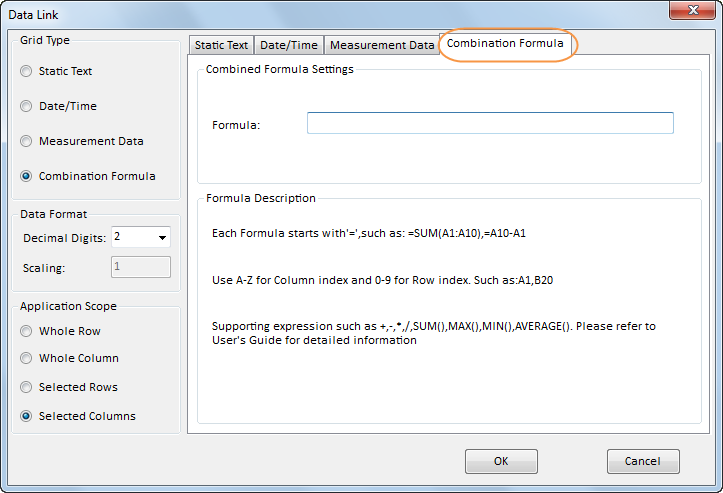 Data Link
Grid Type
Static Text
Date/Time
Measurement Data
Combination Formula
Data Format
Decimal Digits: 2
Scaling: 1
Application Scope
Whole Row
Whole Column
Selected Rows
Selected Columns
Static Text Date/Time Measurement Data Combination Formula
Combined Formula Settings
Formula:
Formula Description
Each Formula starts with'=',such as: =SUM(A1:A10),=A10-A1
Use A-Z for Column index and 0-9 for Row index. Such as:A1,B20
Supporting expression such as +,-,*,/,SUM(),MAX(),MIN(),AVERAGE(). Please refer to
User's Guide for detailed information
OK Cancel